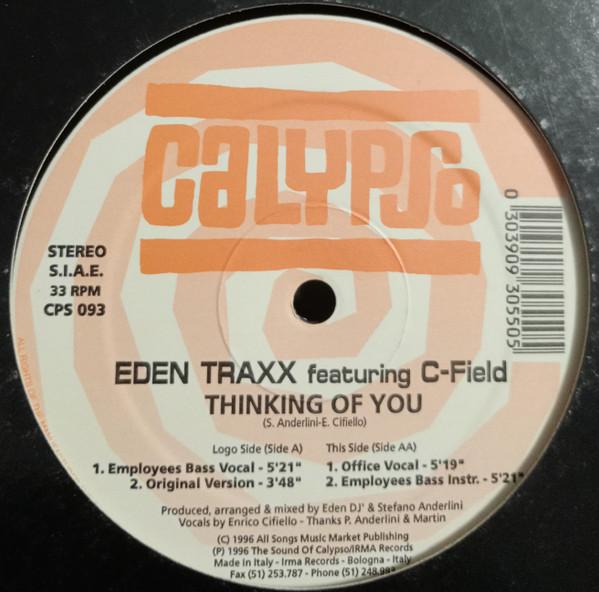 CALYPSO
STEREO
S.I.A.E.
33 RPM
CPS 093
0 303909 305505
EDEN TRAXX featuring C-Field
THINKING OF YOU
(S. Anderlini-E. Cifiello)
Logo Side (Side A)
1. Employees Bass Vocal - 5'21"
2. Original Version - 3'48"
This Side (Side AA)
1. Office Vocal - 5'19"
2. Employees Bass Instr. - 5'21"
Produced, arranged & mixed by Eden DJ' & Stefano Anderlini
Vocals by Enrico Cifiello - Thanks P. Anderlini & Martin
(C) 1996 All Songs Music Market Publishing
(P) 1996 The Sound Of Calypso/IRMA Records
Made in Italy - Irma Records - Bologna - Italy
Fax (51) 253.787 - Phone (51) 248.98
ALL RIGHTS OF